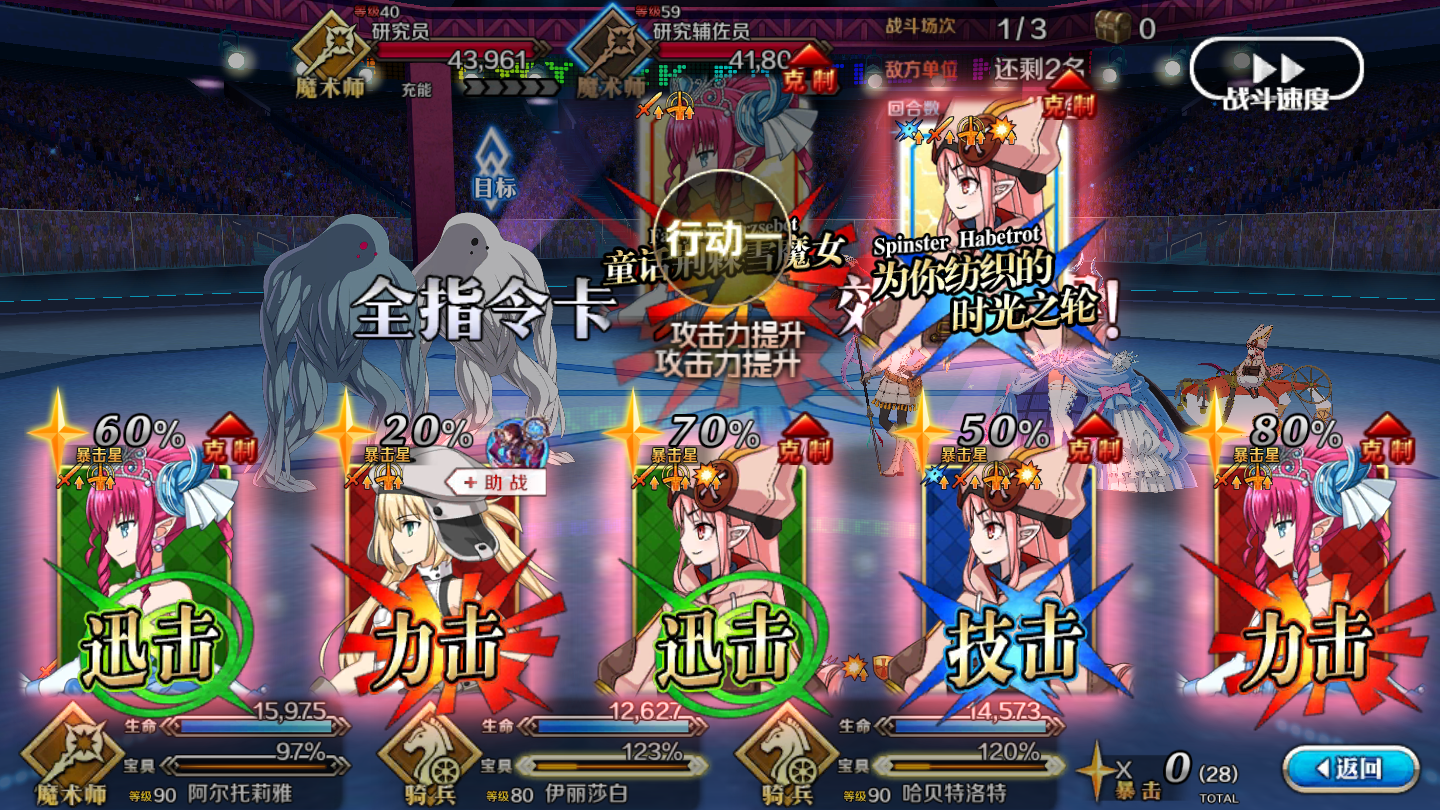 等级40
研究员
43,961
魔术师
充能
等级59
研究辅佐员
41,80
魔术师
克制
战斗场次 1/3
0
敌方单位 还剩2名
克制
回合数
战斗速度
目标
行动一
童话
魔女
全指令卡
攻击力提升
攻击力提升
Spinster Habetrot
为你纺织的
时光之轮
!
60%
暴击星
克制
20%
暴击星
+助战
70%
暴击星
克制
50%
暴击星
克制
80%
暴击星
克制
迅击
力击
迅击
技击
力击
生命 15,975
宝具 97%
魔术师 等级90 阿尔托莉雅
生命 12,627
宝具 123%
骑兵 等级80 伊丽莎白
生命 14,573
宝具 120%
骑兵 等级90 哈贝特洛特
X
暴击
0 (28)
TOTAL
返回